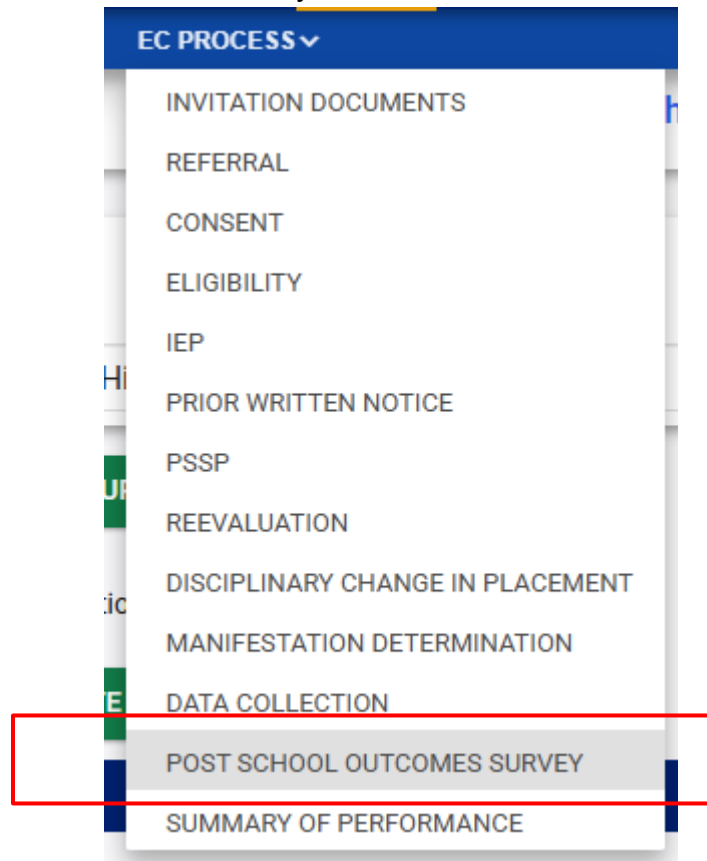 EC PROCESS
INVITATION DOCUMENTS
REFERRAL
CONSENT
ELIGIBILITY
IEP
Hi
PRIOR WRITTEN NOTICE
PSSP
REEVALUATION
DISCIPLINARY CHANGE IN PLACEMENT
MANIFESTATION DETERMINATION
DATA COLLECTION
POST SCHOOL OUTCOMES SURVEY
SUMMARY OF PERFORMANCE